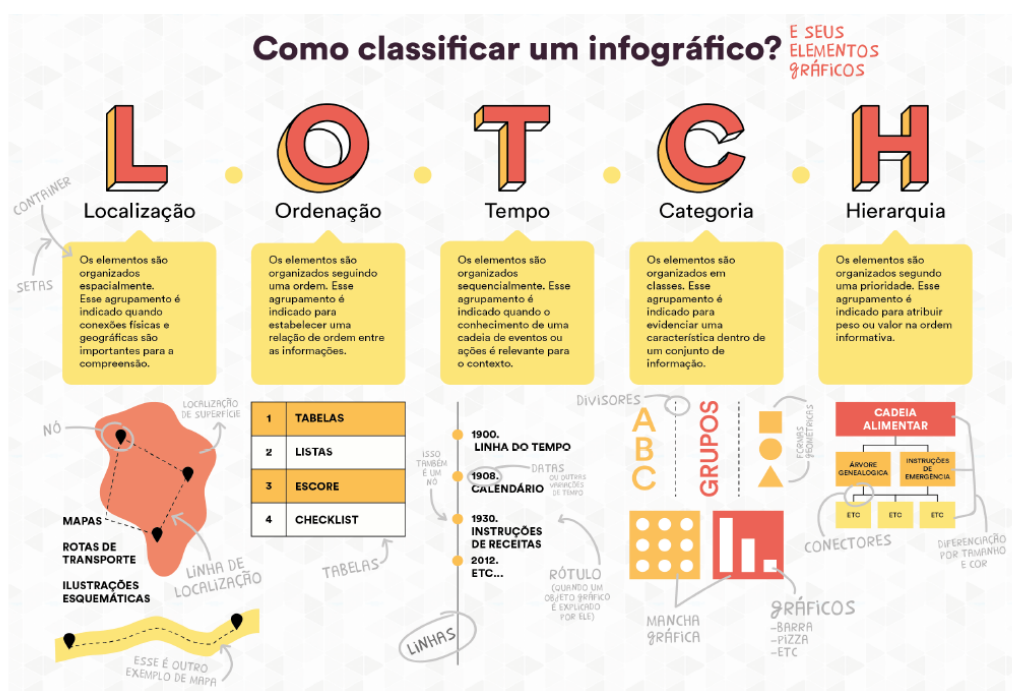 Como classificar um infográfico?
E SEUS
ELEMENTOS
GRÁFICOS
L
O
T
C
H
Localização
Ordenação
Tempo
Categoria
Hierarquia
CONTAINER
SETAS
Os elementos são
organizados
espacialmente.
Esse agrupamento é
indicado quando
conexões físicas e
geográficas são
importantes para a
compreensão.
Os elementos são
organizados seguindo
uma ordem. Esse
agrupamento é
indicado para
estabelecer uma
relação de ordem entre
as informações.
Os elementos são
organizados
sequencialmente. Esse
agrupamento é
indicado quando o
conhecimento de uma
cadeia de eventos ou
ações é relevante para
o contexto.
Os elementos são
organizados em
classes. Esse
agrupamento é
indicado para
evidenciar uma
característica dentro de
um conjunto de
informação.
Os elementos são
organizados segundo
uma prioridade. Esse
agrupamento é
indicado para atribuir
peso ou valor na ordem
informativa.
LOCALIZAÇÃO
DE SUPERFÍCIE
NÓ
MAPAS
ROTAS DE
TRANSPORTE
ILUSTRAÇÕES
ESQUEMÁTICAS
LINHA DE
LOCALIZAÇÃO
ESSE É OUTRO
EXEMPLO DE MAPA
1 TABELAS
2 LISTAS
3 ESCORE
4 CHECKLIST
TABELAS
1900.
LINHA DO TEMPO
1908.
CALENDÁRIO
1930.
INSTRUÇÕES
DE RECEITAS
2012.
ETC...
ISSO
TAMBÉM
É UM
NÓ
DATAS
OU OUTRAS
VARIAÇÕES
DE TEMPO
RÓTULO
(QUANDO UM
OBJETO GRÁFICO
É EXPLICADO
POR ELE)
LINHAS
DIVISORES
A
B
C
GRUPOS
FORMAS
GEOMÉTRICAS
MANCHA
GRÁFICA
GRÁFICOS
-BARRA
-PIZZA
-ETC
CADEIA
ALIMENTAR
ÁRVORE
GENEALOGICA
INSTRUÇÕES
DE
EMERGÊNCIA
ETC
ETC
ETC
CONECTORES
DIFERENCIAÇÃO
POR TAMANHO
E COR